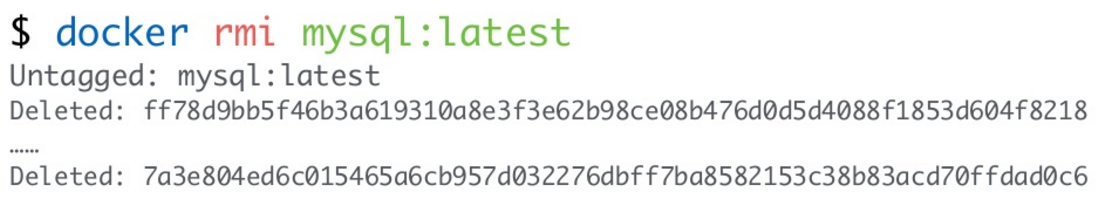 $ docker rmi mysql:latest
Untagged: mysql:latest
Deleted: ff78d9bb5f46b3a619310a8e3f3e62b98ce08b476d0d5d4088f1853d604f8218
……
Deleted: 7a3e804ed6c015465a6cb957d032276dbff7ba8582153c38b83acd70ffdad0c6